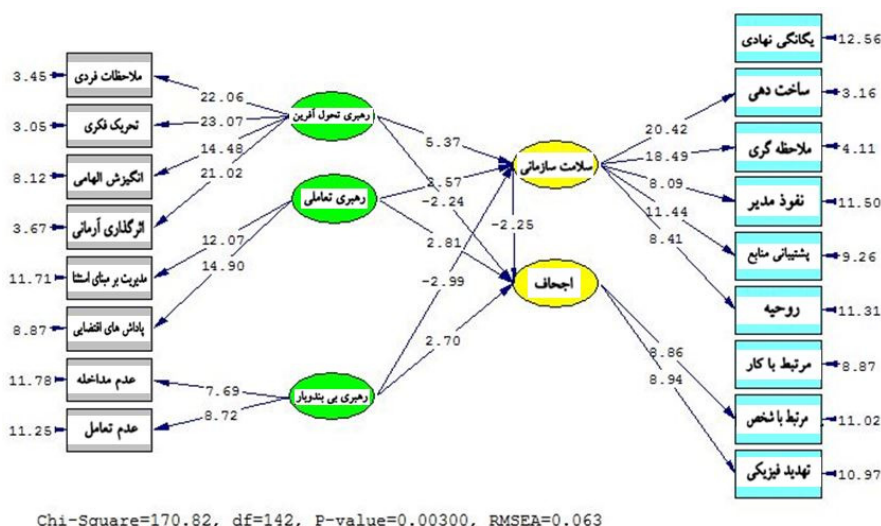 یگانگی نهادی
12.56
3.45
ملاحظات فردی
ساخت دهی
3.16
22.06
رهبری تحول آفرین
20.42
3.05
تحریک فکری
23.07
5.37
ملاحظه گری
4.11
14.48
سلامت سازمانی
18.49
8.12
انگیزش الهامی
21.02
8.09
نفوذ مدیر
11.50
رهبری تعاملی
-2.24
11.44
3.67
اثرگذاری آرمانی
-2.25
پشتیبانی منابع
9.26
12.07
2.81
8.41
11.71
مدیریت بر مبنای استثنا
14.90
-2.99
اجحاف
روحیه
11.31
8.87
پاداش های اقتضایی
2.70
مرتبط با کار
8.87
11.78
عدم مداخله
7.69
رهبری بی بندوبار
8.94
مرتبط با شخص
11.02
8.72
11.25
عدم تعامل
تهدید فیزیکی
10.97
Chi-Square=170.82, df=142, P-value=0.00300, RMSEA=0.063